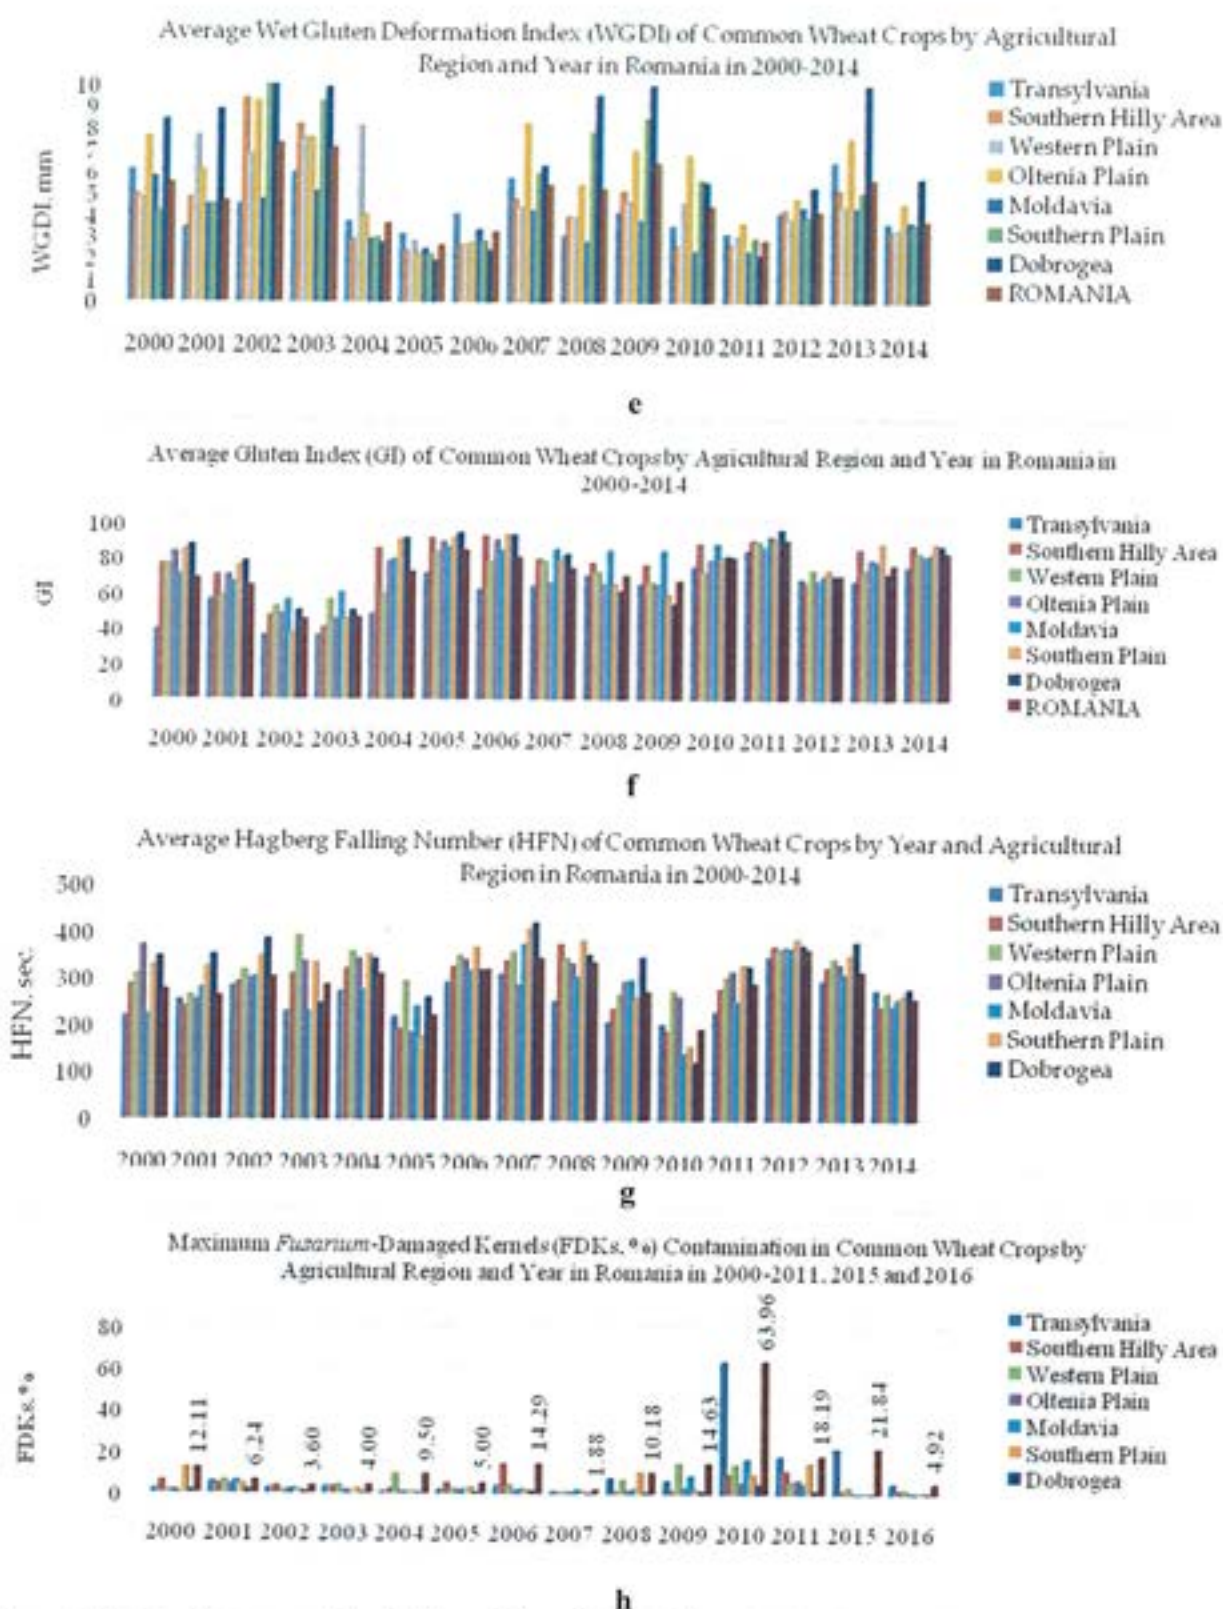 Average Wet Gluten Deformation Index (WGDI) of Common Wheat Crops by Agricultural
Region and Year in Romania in 2000-2014
WGDI, mm
10
9
8
6
5
4
3
2
1
0
2000 2001 2002 2003 2004 2005 2006 2007 2008 2009 2010 2011 2012 2013 2014
Transylvania
Southern Hilly Area
Western Plain
Oltenia Plain
Moldavia
Southern Plain
Dobrogea
ROMANIA
e
Average Gluten Index (GI) of Common Wheat Crops by Agricultural Region and Year in Romania in
2000-2014
GI
100
80
60
40
20
0
2000 2001 2002 2003 2004 2005 2006 2007 2008 2009 2010 2011 2012 2013 2014
Transylvania
Southern Hilly Area
Western Plain
Oltenia Plain
Moldavia
Southern Plain
Dobrogea
ROMANIA
f
Average Hagberg Falling Number (HFN) of Common Wheat Crops by Year and Agricultural
Region in Romania in 2000-2014
HFN, sec.
500
400
300
200
100
0
2000 2001 2002 2003 2004 2005 2006 2007 2008 2009 2010 2011 2012 2013 2014
Transylvania
Southern Hilly Area
Western Plain
Oltenia Plain
Moldavia
Southern Plain
Dobrogea
g
Maximum Fusarium-Damaged Kernels (FDKs, %) Contamination in Common Wheat Crops by
Agricultural Region and Year in Romania in 2000-2011, 2015 and 2016
FDKs, %
80
60
40
20
0
12.11
6.24
3.60
4.00
9.50
5.00
14.29
1.88
10.18
14.63
63.96
18.19
21.84
4.92
2000 2001 2002 2003 2004 2005 2006 2007 2008 2009 2010 2011 2015 2016
Transylvania
Southern Hilly Area
Western Plain
Oltenia Plain
Moldavia
Southern Plain
Dobrogea
h